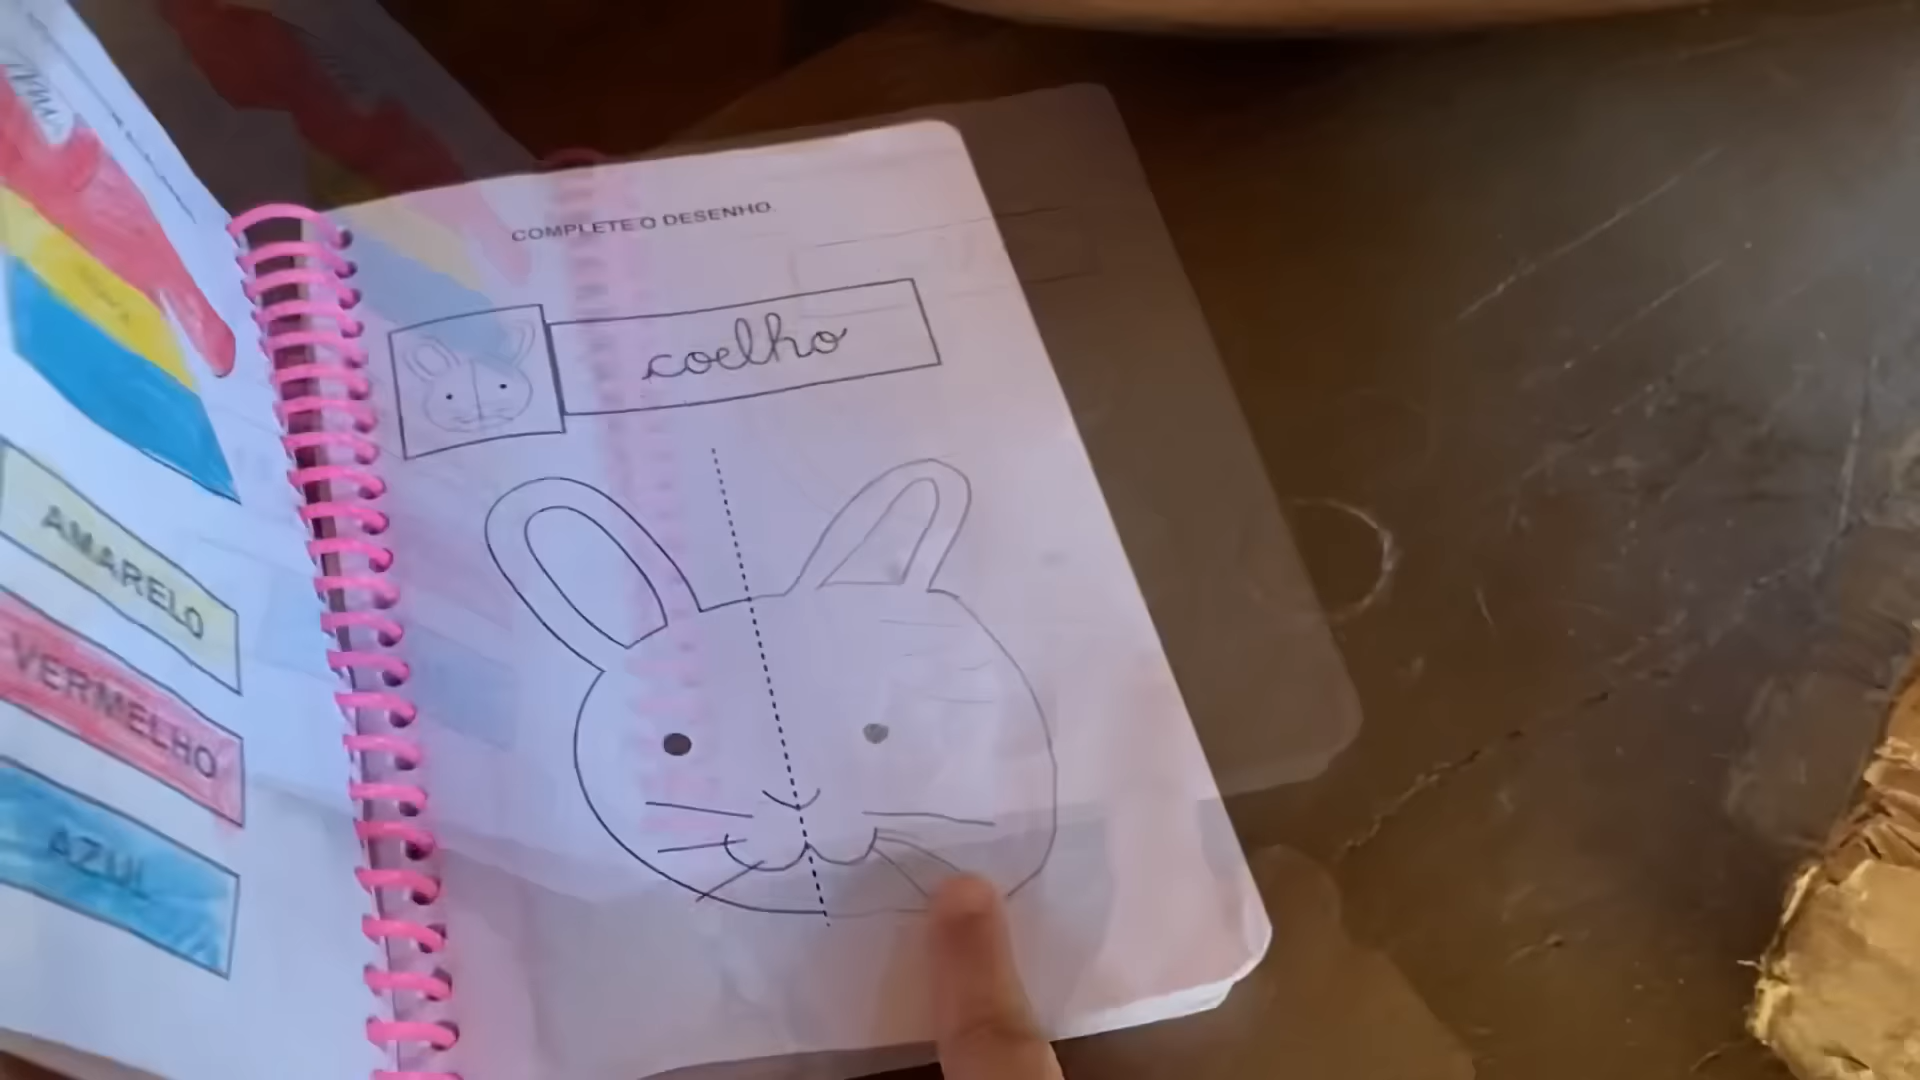 AMARELO
VERMELHO
AZUL
COMPLETE O DESENHO.
coelho